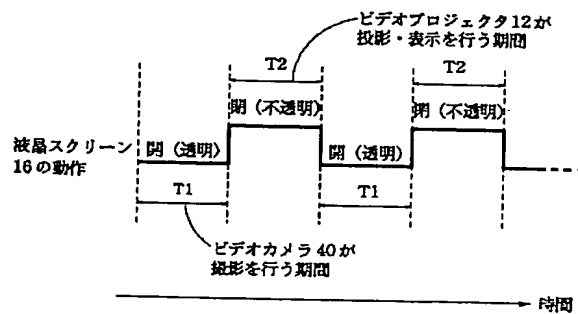 ビデオプロジェクタ12が
投影・表示を行う期間
T2
T2
閉(不透明)
閉(不透明)
液晶スクリーン
16の動作
開(透明)
開(透明)
T1
T1
ビデオカメラ40が
撮影を行う期間
時間